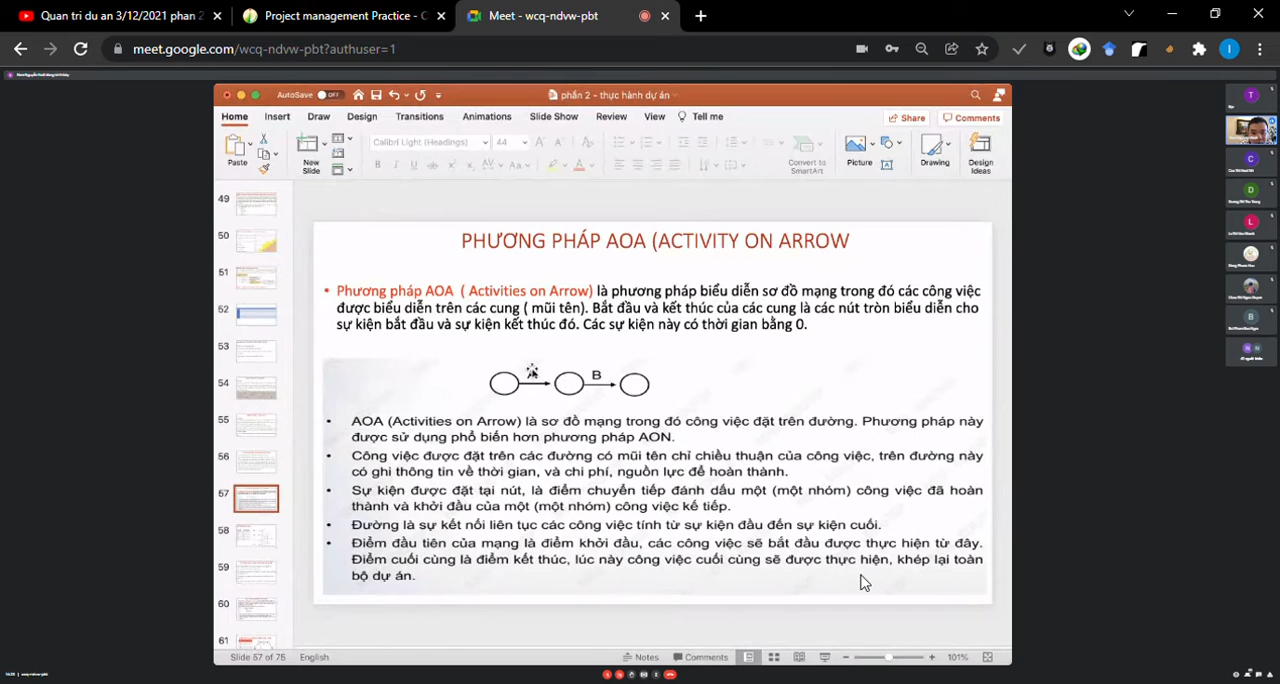 Quan tri du an 3/12/2021 phan 2
Project management Practice - C
Meet - wcq-ndvw-pbt
meet.google.com/wcq-ndvw-pbt?authuser=1
AutoSave OFF
phần 2 - thực hành dự án
Home Insert Draw Design Transitions Animations Slide Show Review View Tell me
Share Comments
Calibri Light (Headings) 44
Paste
New
Slide
Convert to
SmartArt
Picture
Drawing
Design
Ideas
49
50
51
52
53
54
55
56
57
58
59
60
61
PHƯƠNG PHÁP AOA (ACTIVITY ON ARROW
• Phương pháp AOA ( Activities on Arrow) là phương pháp biểu diễn sơ đồ mạng trong đó các công việc
được biểu diễn trên các cung ( mũi tên). Bắt đầu và kết thúc của các cung là các nút tròn biểu diễn cho
sự kiện bắt đầu và sự kiện kết thúc đó. Các sự kiện này có thời gian bằng 0.
B
• AOA (Activities on Arrow) là sơ đồ mạng trong đó công việc đặt trên đường. Phương pháp này
được sử dụng phổ biến hơn phương pháp AON.
• Công việc được đặt trên các đường có mũi tên chỉ chiều thuận của công việc, trên đường này
có ghi thông tin về thời gian, và chi phí, nguồn lực để hoàn thành.
• Sự kiện được đặt tại nút, là điểm chuyển tiếp đánh dấu một (một nhóm) công việc đã hoàn
thành và khởi đầu của một (một nhóm) công việc kế tiếp.
• Đường là sự kết nối liên tục các công việc tính từ sự kiện đầu đến sự kiện cuối.
• Điểm đầu tiên của mạng là điểm khởi đầu, các công việc sẽ bắt đầu được thực hiện từ đây.
Điểm cuối cùng là điểm kết thúc, lúc này công việc cuối cùng sẽ được thực hiện, khép lại toàn
bộ dự án.
Slide 57 of 75 English
Notes Comments 101%
T
C
D
L
B
N N
I